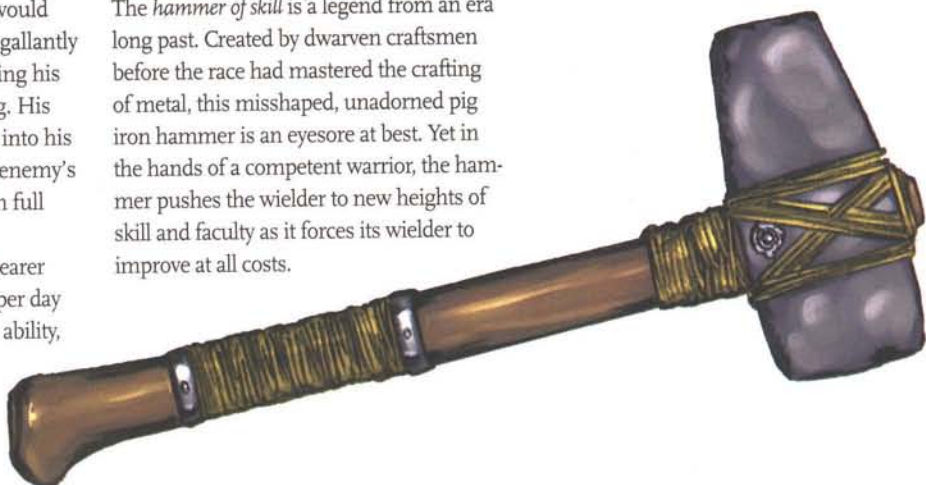 would
gallantly
ing his
g. His
into his
enemy's
n full
earer
per day
ability,
The hammer of skill is a legend from an era
long past. Created by dwarven craftsmen
before the race had mastered the crafting
of metal, this misshaped, unadorned pig
iron hammer is an eyesore at best. Yet in
the hands of a competent warrior, the ham-
mer pushes the wielder to new heights of
skill and faculty as it forces its wielder to
improve at all costs.